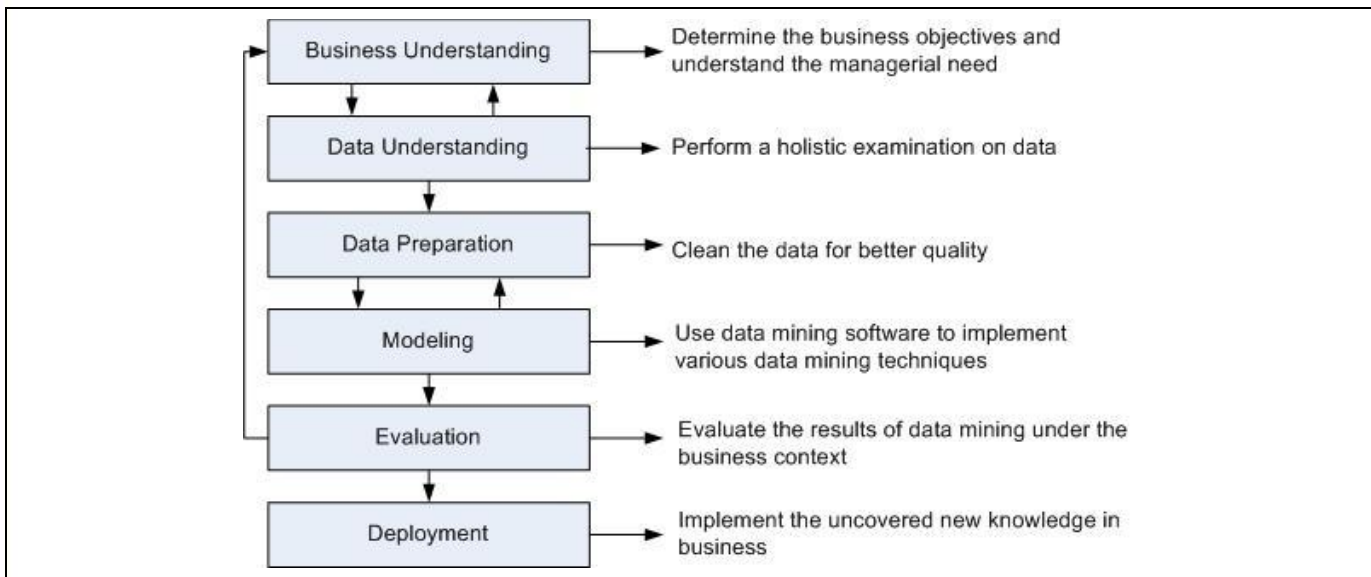 Business Understanding
Determine the business objectives and
understand the managerial need
Data Understanding
Perform a holistic examination on data
Data Preparation
Clean the data for better quality
Modeling
Use data mining software to implement
various data mining techniques
Evaluation
Evaluate the results of data mining under the
business context
Deployment
Implement the uncovered new knowledge in
business